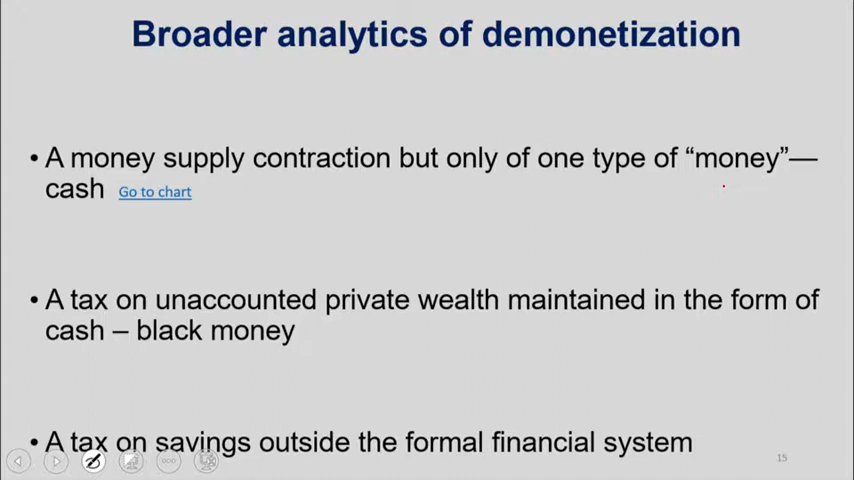 Broader analytics of demonetization
• A money supply contraction but only of one type of “money”—
cash Go to chart
• A tax on unaccounted private wealth maintained in the form of
cash – black money
• A tax on savings outside the formal financial system
15